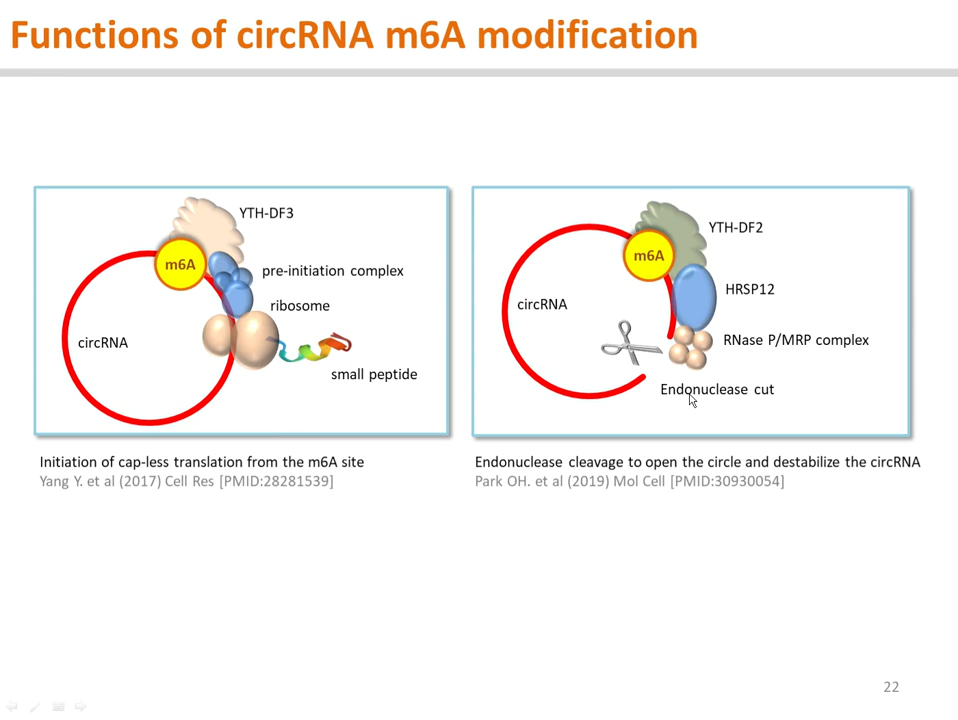 Functions of circRNA m6A modification
YTH-DF3
m6A
pre-initiation complex
ribosome
circRNA
small peptide
YTH-DF2
m6A
HRSP12
circRNA
RNase P/MRP complex
Endonuclease cut
Initiation of cap-less translation from the m6A site
Yang Y. et al (2017) Cell Res [PMID:28281539]
Endonuclease cleavage to open the circle and destabilize the circRNA
Park OH. et al (2019) Mol Cell [PMID:30930054]
22